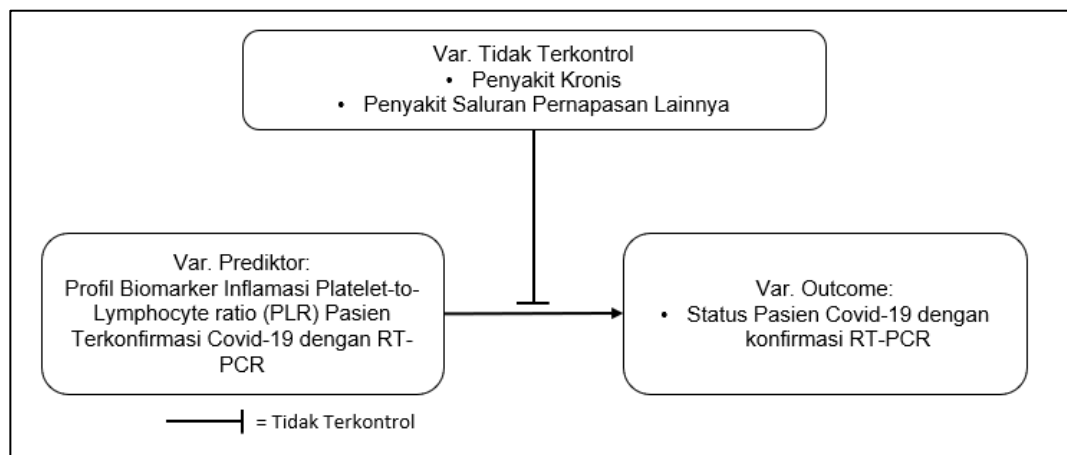 Var. Tidak Terkontrol
• Penyakit Kronis
• Penyakit Saluran Pernapasan Lainnya
Var. Prediktor:
Profil Biomarker Inflamasi Platelet-to-
Lymphocyte ratio (PLR) Pasien
Terkonfirmasi Covid-19 dengan RT-
PCR
Var. Outcome:
• Status Pasien Covid-19 dengan
konfirmasi RT-PCR
= Tidak Terkontrol